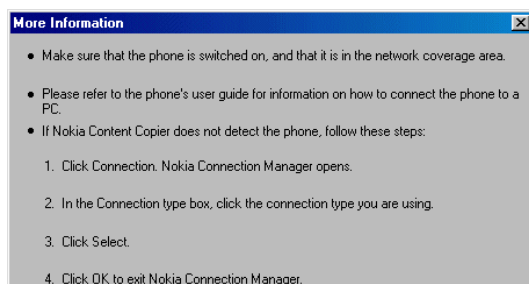 More Information
• Make sure that the phone is switched on, and that it is in the network coverage area.
• Please refer to the phone's user guide for information on how to connect the phone to a
PC.
• If Nokia Content Copier does not detect the phone, follow these steps:
1. Click Connection. Nokia Connection Manager opens.
2. In the Connection type box, click the connection type you are using.
3. Click Select.
4. Click OK to exit Nokia Connection Manager.